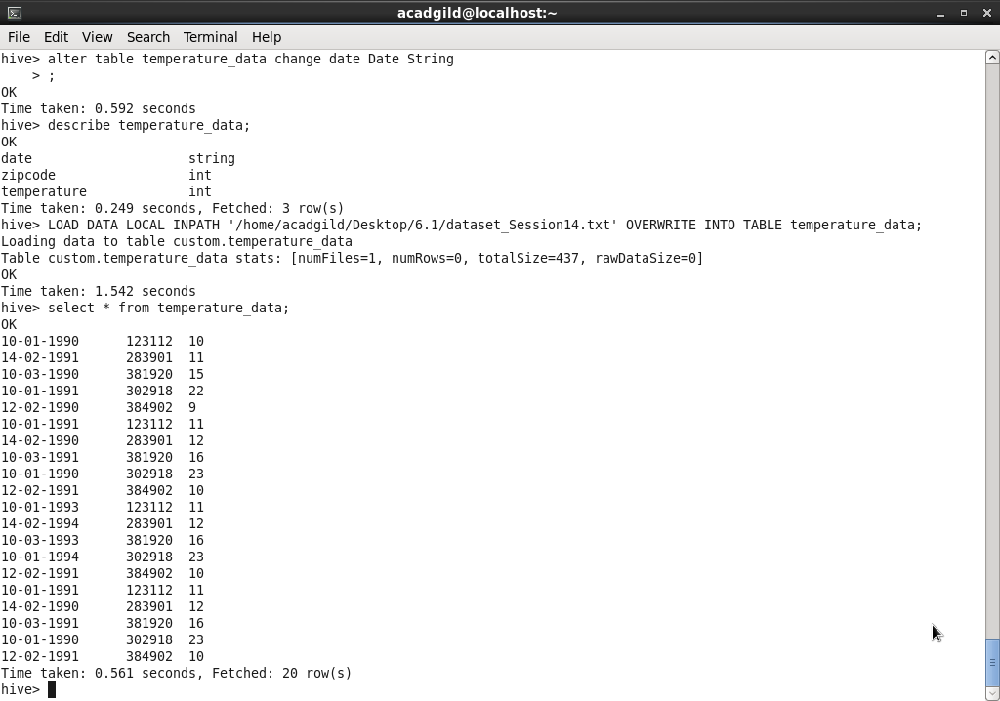 acadgild@localhost:~
File Edit View Search Terminal Help
hive> alter table temperature_data change date Date String
    > ;
OK
Time taken: 0.592 seconds
hive> describe temperature_data;
OK
date                    string
zipcode                 int
temperature             int
Time taken: 0.249 seconds, Fetched: 3 row(s)
hive> LOAD DATA LOCAL INPATH '/home/acadgild/Desktop/6.1/dataset_Session14.txt' OVERWRITE INTO TABLE temperature_data;
Loading data to table custom.temperature_data
Table custom.temperature_data stats: [numFiles=1, numRows=0, totalSize=437, rawDataSize=0]
OK
Time taken: 1.542 seconds
hive> select * from temperature_data;
OK
10-01-1990      123112  10
14-02-1991      283901  11
10-03-1990      381920  15
10-01-1991      302918  22
12-02-1990      384902  9
10-01-1991      123112  11
14-02-1990      283901  12
10-03-1991      381920  16
10-01-1990      302918  23
12-02-1991      384902  10
10-01-1993      123112  11
14-02-1994      283901  12
10-03-1993      381920  16
10-01-1994      302918  23
12-02-1991      384902  10
10-01-1991      123112  11
14-02-1990      283901  12
10-03-1991      381920  16
10-01-1990      302918  23
12-02-1991      384902  10
Time taken: 0.561 seconds, Fetched: 20 row(s)
hive>